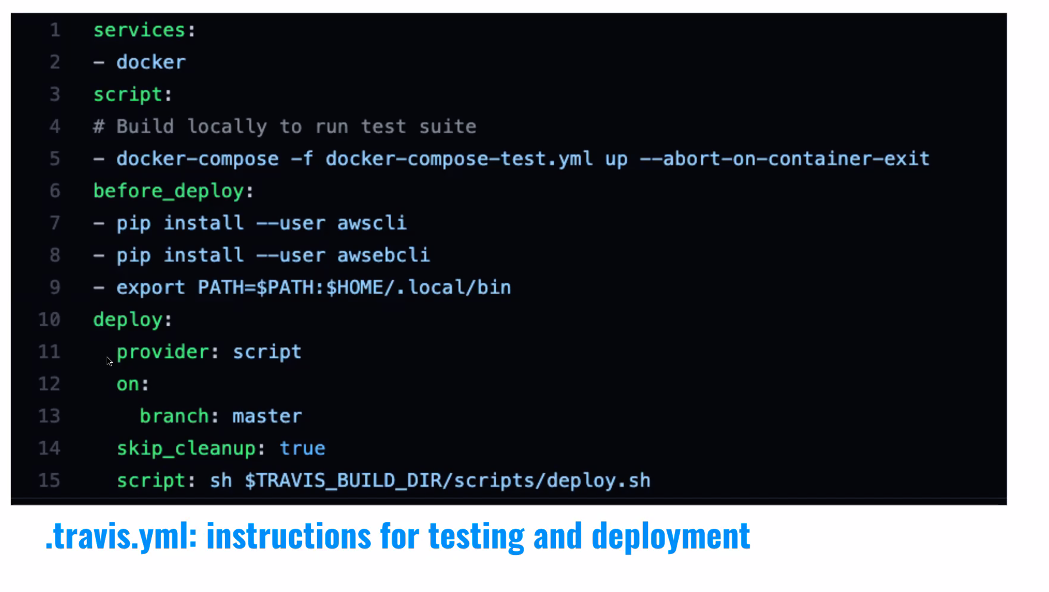 1 services:
2 - docker
3 script:
4 # Build locally to run test suite
5 - docker-compose -f docker-compose-test.yml up --abort-on-container-exit
6 before_deploy:
7 - pip install --user awscli
8 - pip install --user awsebcli
9 - export PATH=$PATH:$HOME/.local/bin
10 deploy:
11   provider: script
12   on:
13     branch: master
14   skip_cleanup: true
15   script: sh $TRAVIS_BUILD_DIR/scripts/deploy.sh
.travis.yml: instructions for testing and deployment